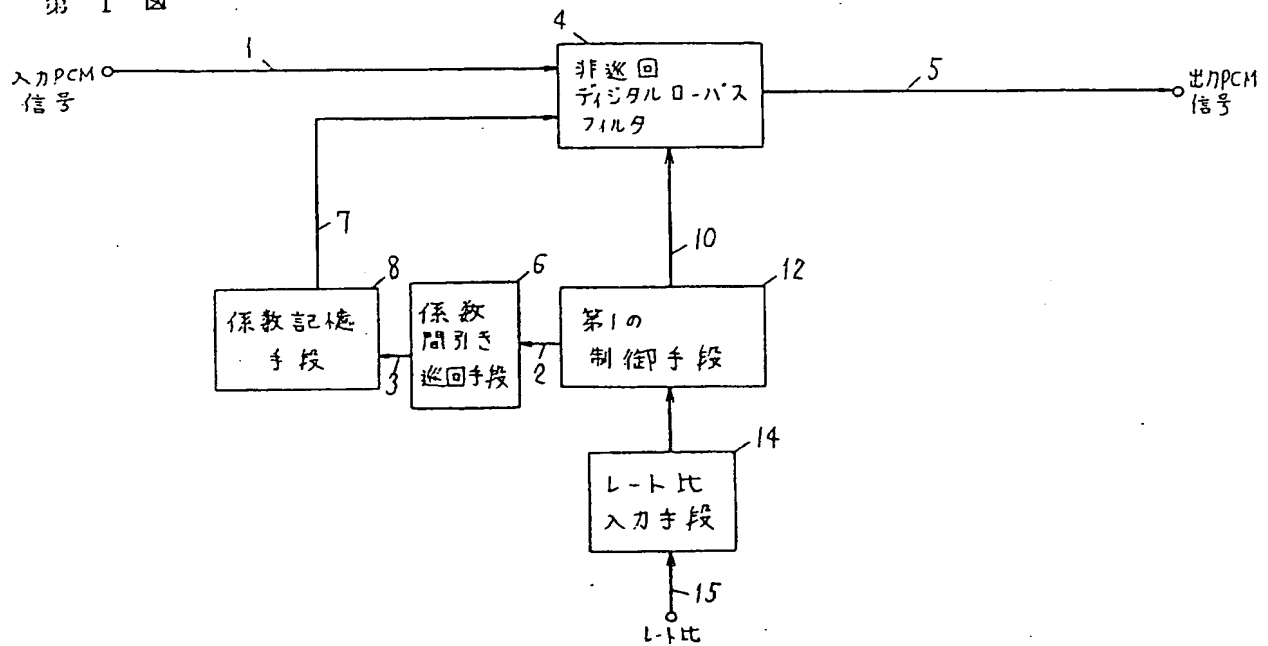 第 1 図
入力PCM
信号
1
4
非巡回
ディジタルローパス
フィルタ
5
出力PCM
信号
7
10
8
係数記憶
手段
3
6
係数
間引き
巡回手段
2
12
第1の
制御手段
14
レート比
入力手段
15
レート比